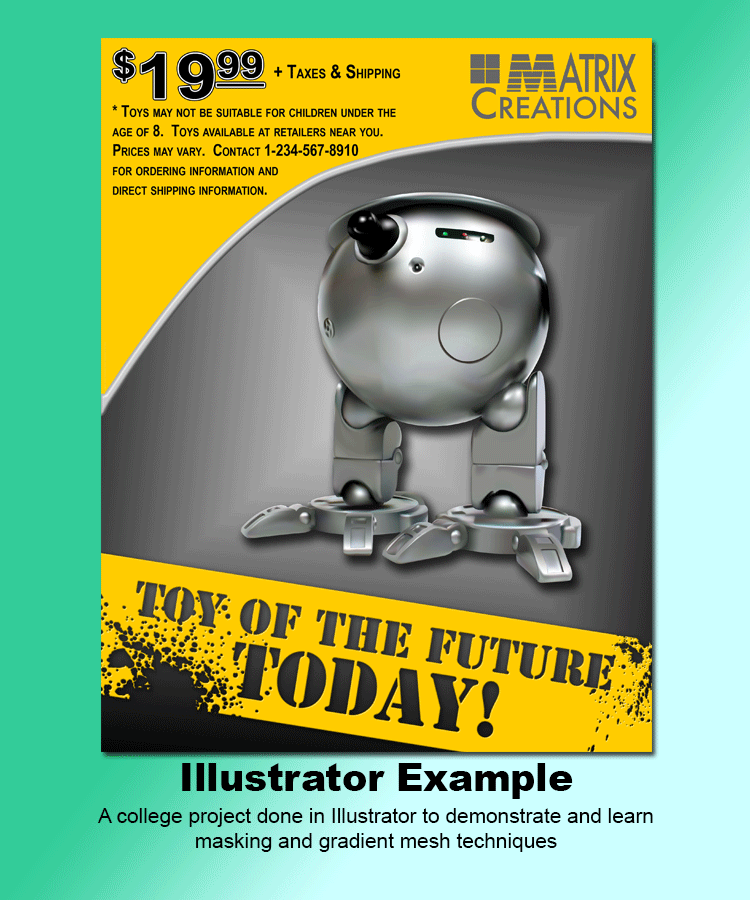 $19.99 + Taxes & Shipping
* Toys may not be suitable for children under the
age of 8. Toys available at retailers near you.
Prices may vary. Contact 1-234-567-8910
for ordering information and
direct shipping information.
Matrix
Creations
Toy of the Future
Today!
Illustrator Example
A college project done in Illustrator to demonstrate and learn
masking and gradient mesh techniques